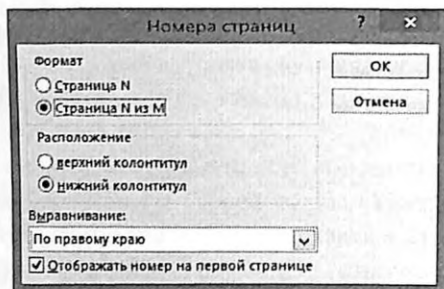 Номера страниц ? ×
Формат
Страница N
Страница N из M
Расположение
верхний колонтитул
нижний колонтитул
Выравнивание:
По правому краю
Отображать номер на первой странице
ОК
Отмена